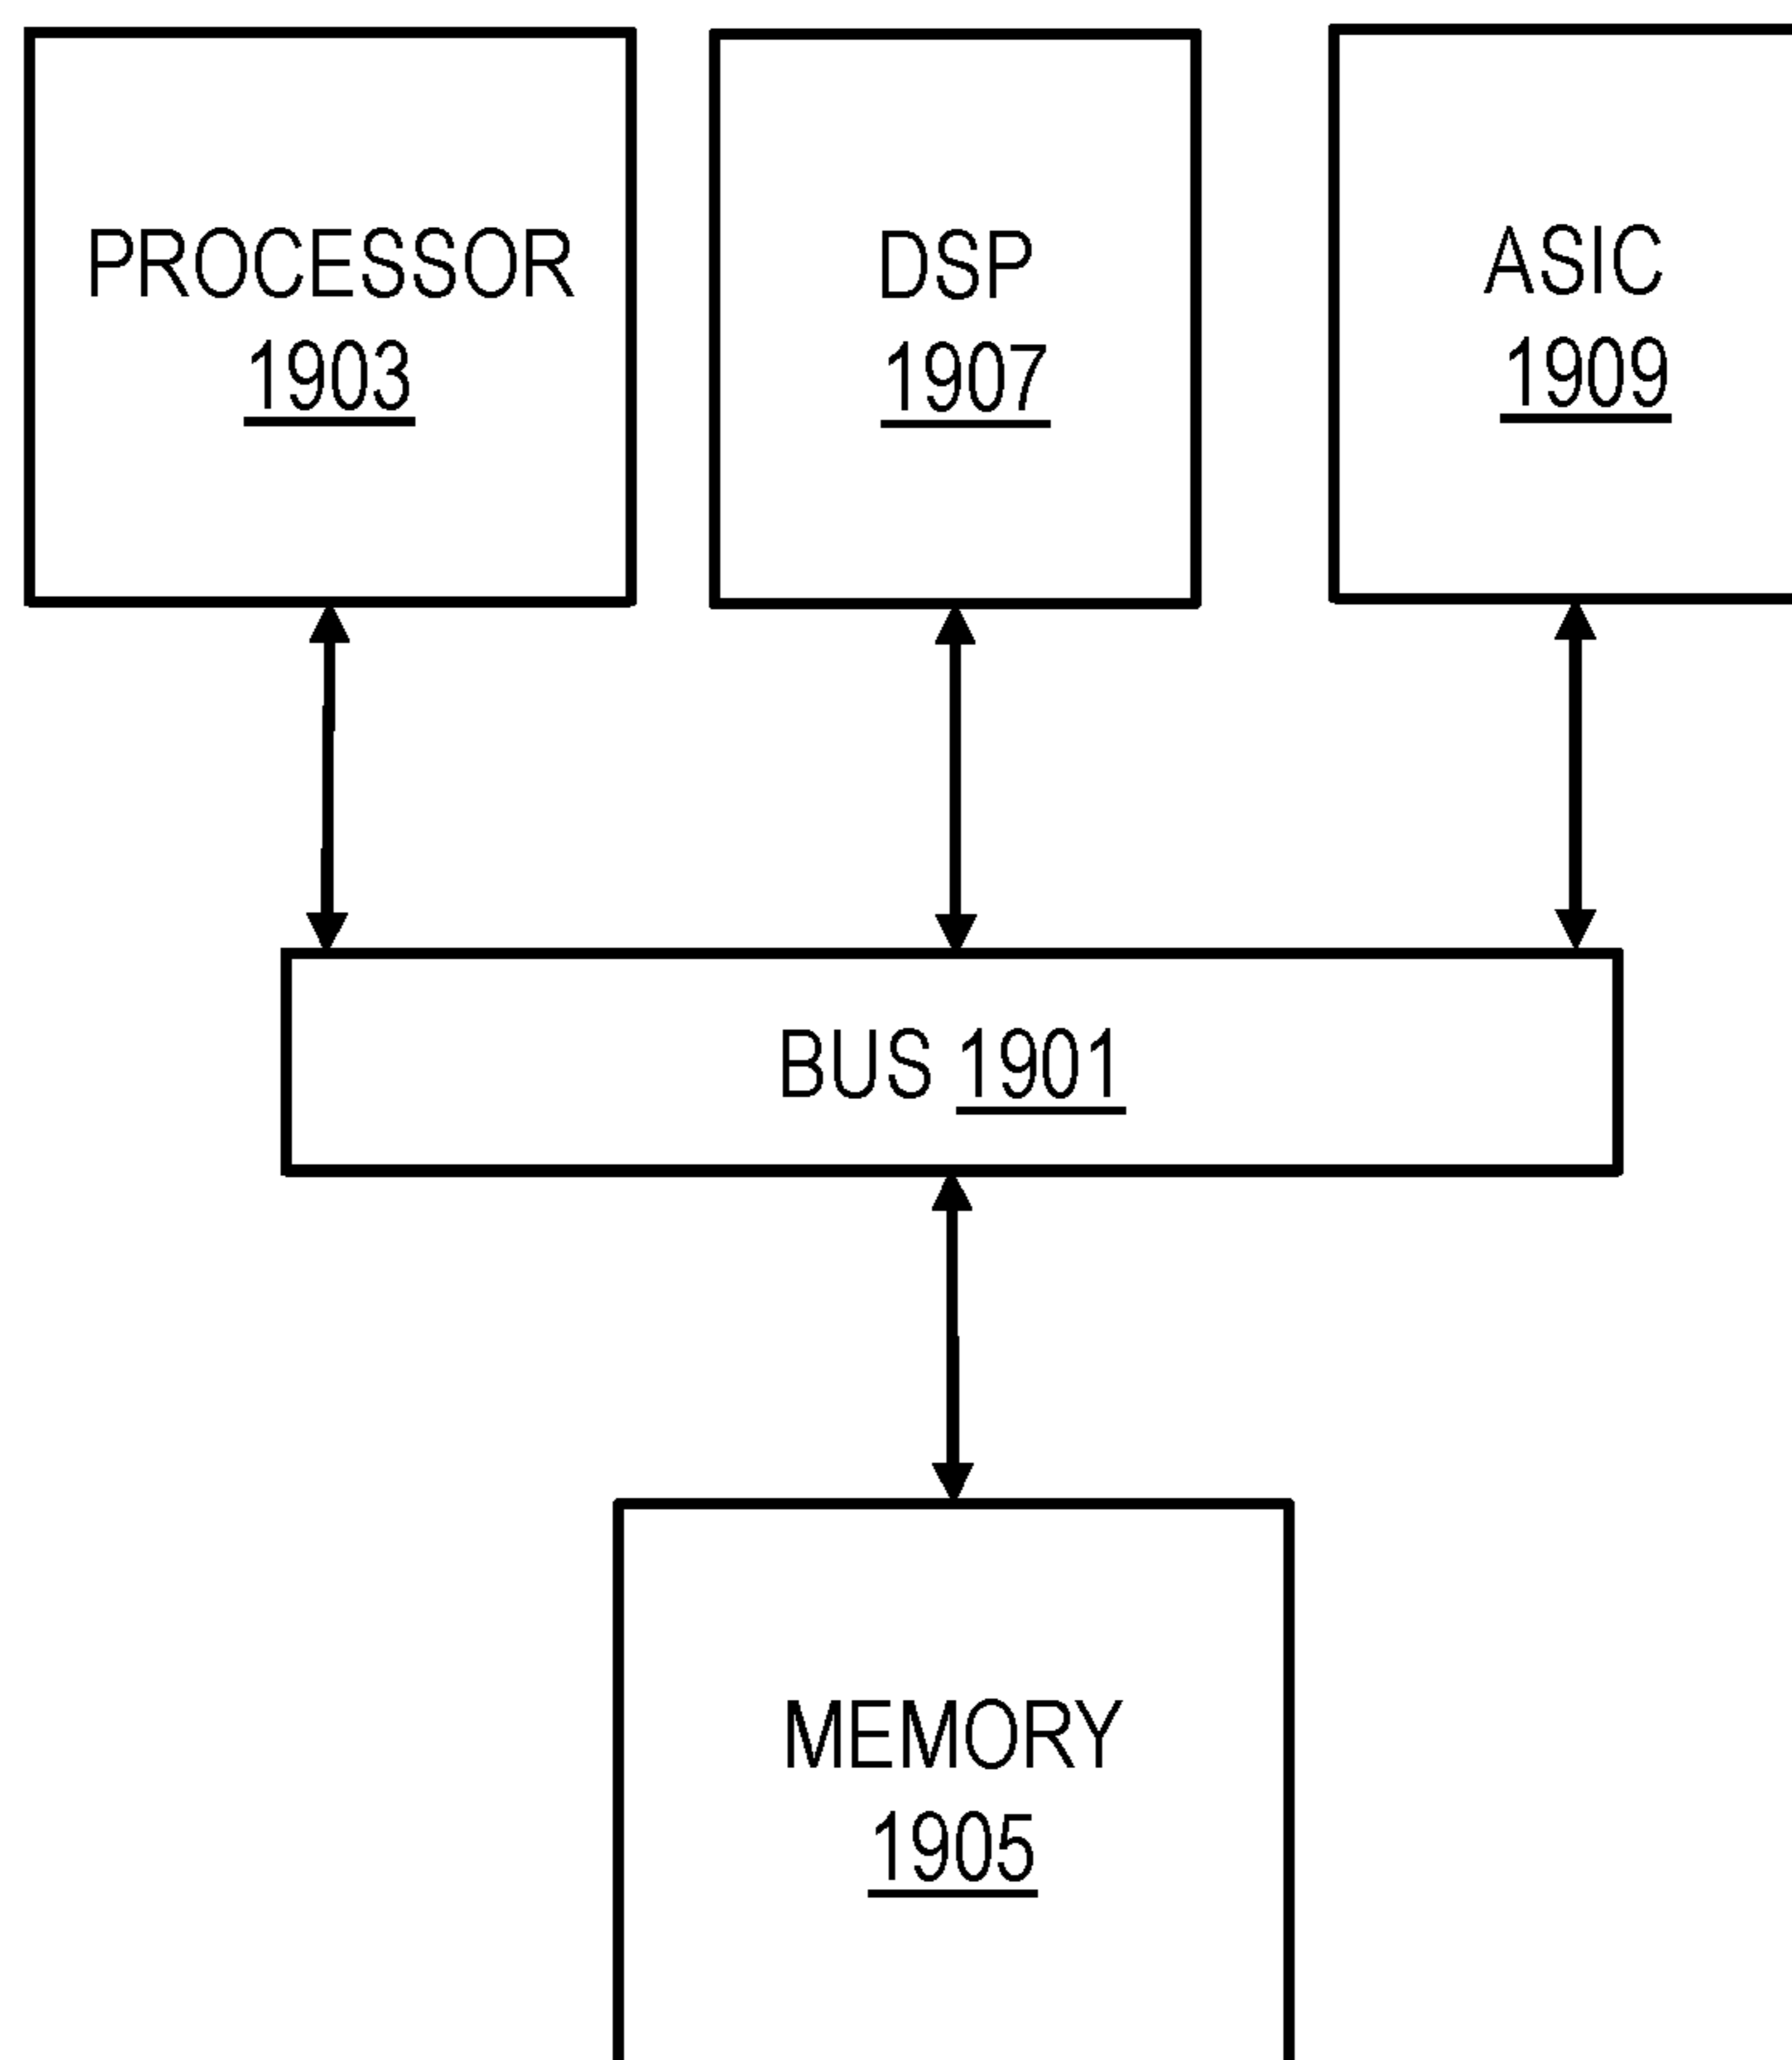 PROCESSOR
1903
DSP
1907
ASIC
1909
BUS 1901
MEMORY
1905